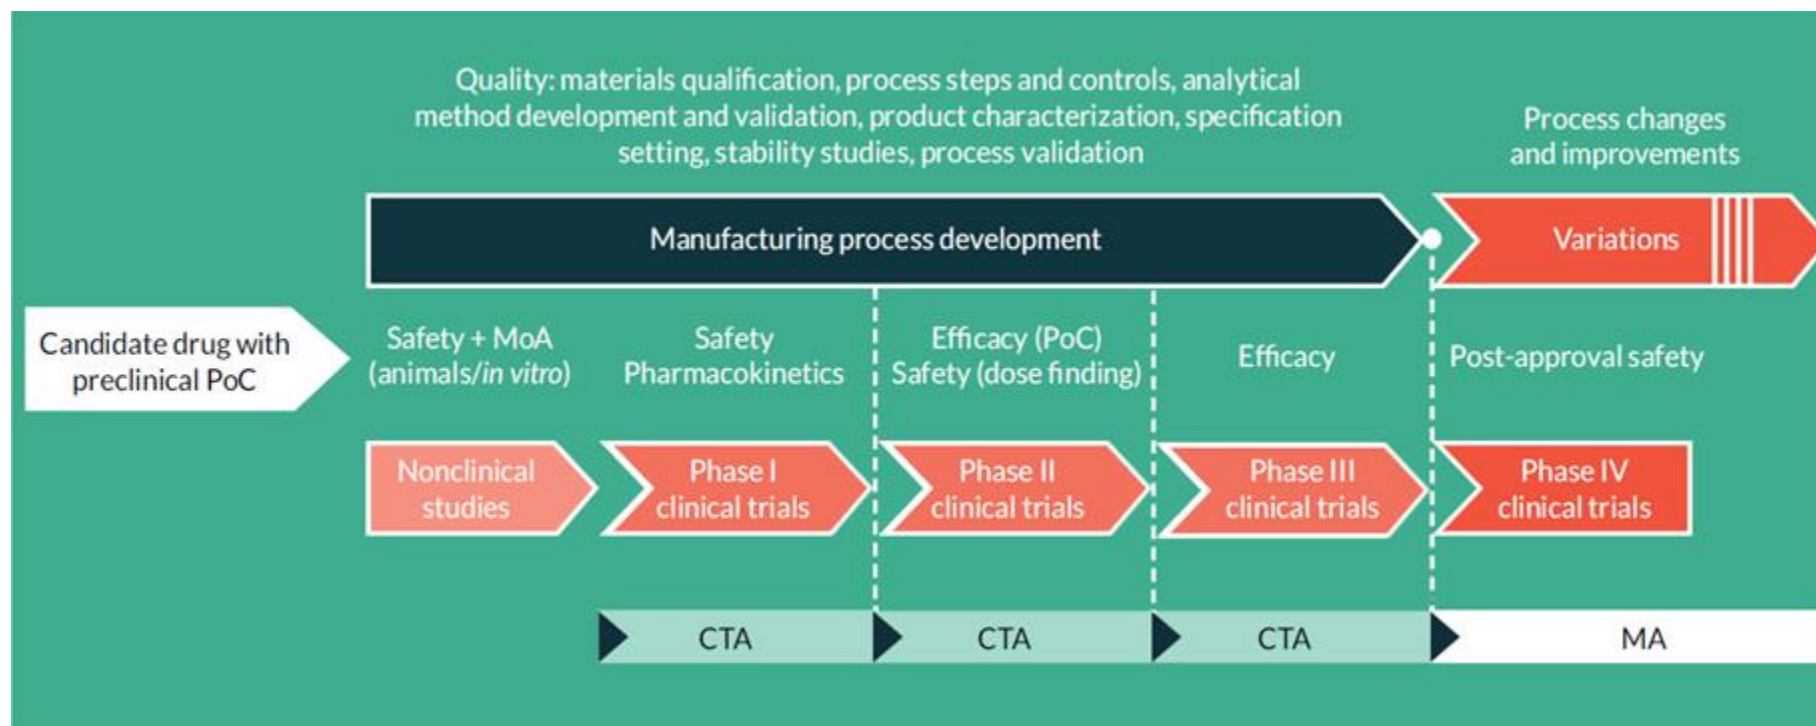 Quality: materials qualification, process steps and controls, analytical
method development and validation, product characterization, specification
setting, stability studies, process validation
Process changes
and improvements
Manufacturing process development
Variations
Candidate drug with
preclinical PoC
Safety + MoA
(animals/in vitro)
Safety
Pharmacokinetics
Efficacy (PoC)
Safety (dose finding)
Efficacy
Post-approval safety
Nonclinical
studies
Phase I
clinical trials
Phase II
clinical trials
Phase III
clinical trials
Phase IV
clinical trials
CTA
CTA
CTA
MA